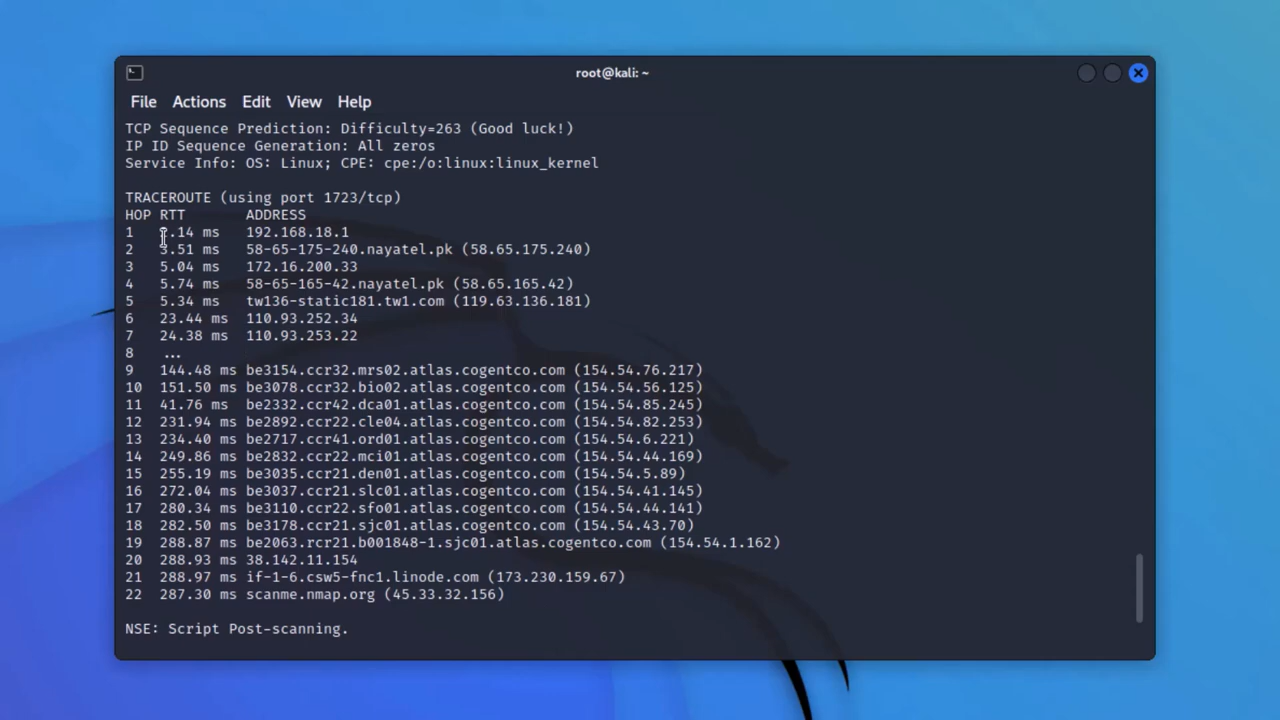 root@kali: ~
File Actions Edit View Help
TCP Sequence Prediction: Difficulty=263 (Good luck!)
IP ID Sequence Generation: All zeros
Service Info: OS: Linux; CPE: cpe:/o:linux:linux_kernel
TRACEROUTE (using port 1723/tcp)
HOP RTT ADDRESS
1 .14 ms 192.168.18.1
2 3.51 ms 58-65-175-240.nayatel.pk (58.65.175.240)
3 5.04 ms 172.16.200.33
4 5.74 ms 58-65-165-42.nayatel.pk (58.65.165.42)
5 5.34 ms tw136-static181.tw1.com (119.63.136.181)
6 23.44 ms 110.93.252.34
7 24.38 ms 110.93.253.22
8 ...
9 144.48 ms be3154.ccr32.mrs02.atlas.cogentco.com (154.54.76.217)
10 151.50 ms be3078.ccr32.bio02.atlas.cogentco.com (154.54.56.125)
11 41.76 ms be2332.ccr42.dca01.atlas.cogentco.com (154.54.85.245)
12 231.94 ms be2892.ccr22.cle04.atlas.cogentco.com (154.54.82.253)
13 234.40 ms be2717.ccr41.ord01.atlas.cogentco.com (154.54.6.221)
14 249.86 ms be2832.ccr22.mci01.atlas.cogentco.com (154.54.44.169)
15 255.19 ms be3035.ccr21.den01.atlas.cogentco.com (154.54.5.89)
16 272.04 ms be3037.ccr21.slc01.atlas.cogentco.com (154.54.41.145)
17 280.34 ms be3110.ccr22.sfo01.atlas.cogentco.com (154.54.44.141)
18 282.50 ms be3178.ccr21.sjc01.atlas.cogentco.com (154.54.43.70)
19 288.87 ms be2063.rcr21.b001848-1.sjc01.atlas.cogentco.com (154.54.1.162)
20 288.93 ms 38.142.11.154
21 288.97 ms if-1-6.csw5-fnc1.linode.com (173.230.159.67)
22 287.30 ms scanme.nmap.org (45.33.32.156)
NSE: Script Post-scanning.